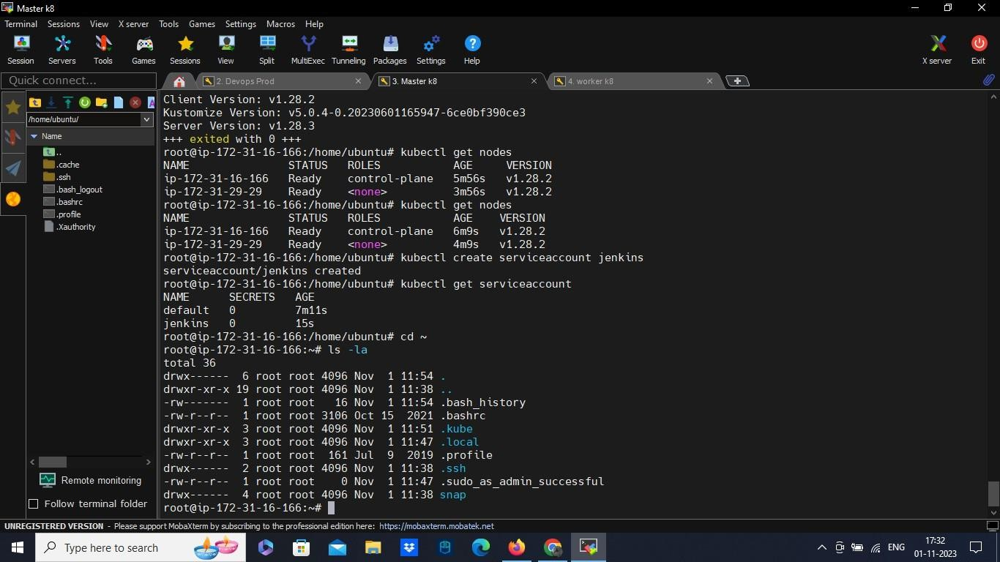 Master k8
Terminal Sessions View X server Tools Games Settings Macros Help
Session Servers Tools Games Sessions View Split MultiExec Tunneling Packages Settings Help X server Exit
Quick connect... 2. Devops Prod 3. Master k8 4. worker k8
/home/ubuntu/
Name
..
.cache
.ssh
.bash_logout
.bashrc
.profile
.Xauthority
Remote monitoring
Follow terminal folder
Client Version: v1.28.2
Kustomize Version: v5.0.4-0.20230601165947-6ce0bf390ce3
Server Version: v1.28.3
+++ exited with 0 +++
root@ip-172-31-16-166:/home/ubuntu# kubectl get nodes
NAME STATUS ROLES AGE VERSION
ip-172-31-16-166 Ready control-plane 5m56s v1.28.2
ip-172-31-29-29 Ready <none> 3m56s v1.28.2
root@ip-172-31-16-166:/home/ubuntu# kubectl get nodes
NAME STATUS ROLES AGE VERSION
ip-172-31-16-166 Ready control-plane 6m9s v1.28.2
ip-172-31-29-29 Ready <none> 4m9s v1.28.2
root@ip-172-31-16-166:/home/ubuntu# kubectl create serviceaccount jenkins
serviceaccount/jenkins created
root@ip-172-31-16-166:/home/ubuntu# kubectl get serviceaccount
NAME SECRETS AGE
default 0 7m11s
jenkins 0 15s
root@ip-172-31-16-166:/home/ubuntu# cd ~
root@ip-172-31-16-166:~# ls -la
total 36
drwx------ 6 root root 4096 Nov 1 11:54 .
drwxr-xr-x 19 root root 4096 Nov 1 11:38 ..
-rw------- 1 root root 16 Nov 1 11:54 .bash_history
-rw-r--r-- 1 root root 3106 Oct 15 2021 .bashrc
drwxr-xr-x 3 root root 4096 Nov 1 11:51 .kube
drwxr-xr-x 3 root root 4096 Nov 1 11:47 .local
-rw-r--r-- 1 root root 161 Jul 9 2019 .profile
drwx------ 2 root root 4096 Nov 1 11:38 .ssh
-rw-r--r-- 1 root root 0 Nov 1 11:47 .sudo_as_admin_successful
drwx------ 4 root root 4096 Nov 1 11:38 snap
root@ip-172-31-16-166:~#
UNREGISTERED VERSION - Please support MobaXterm by subscribing to the professional edition here: https://mobaxterm.mobatek.net
Type here to search
ENG
17:32
01-11-2023